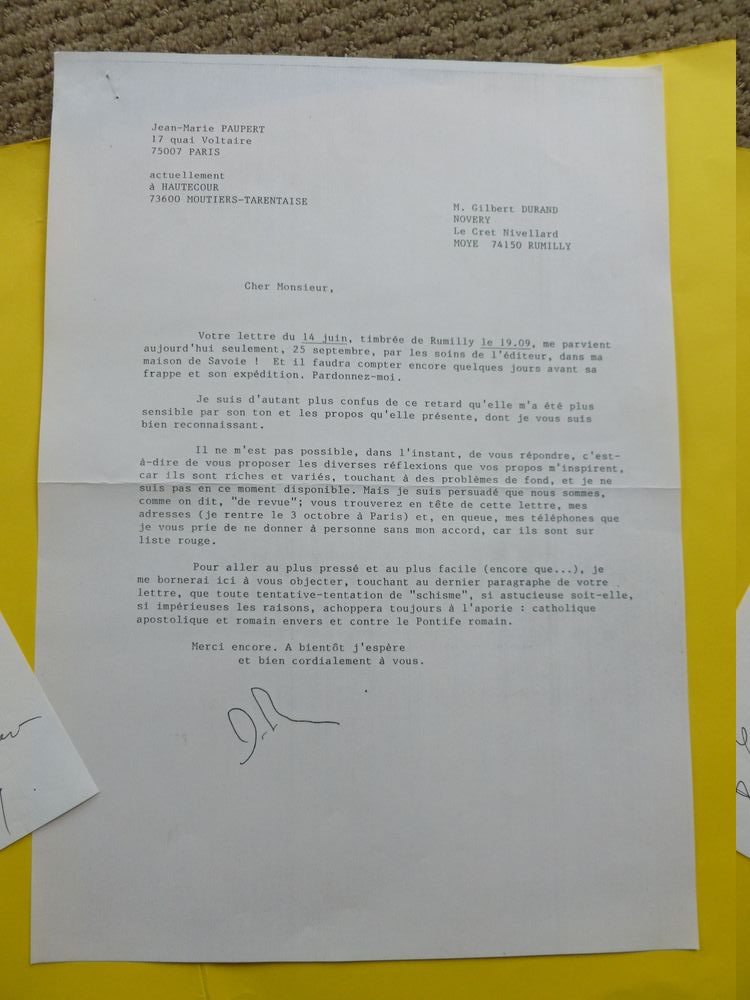 Jean-Marie PAUPERT
17 quai Voltaire
75007 PARIS
actuellement
à HAUTECOUR
73600 MOUTIERS-TARENTAISE
M. Gilbert DURAND
NOVERY
Le Cret Nivellard
MOYE 74150 RUMILLY
Cher Monsieur,
Votre lettre du 14 juin, timbrée de Rumilly le 19.09, me parvient
aujourd'hui seulement, 25 septembre, par les soins de l'éditeur, dans ma
maison de Savoie ! Et il faudra compter encore quelques jours avant sa
frappe et son expédition. Pardonnez-moi.
Je suis d'autant plus confus de ce retard qu'elle m'a été plus
sensible par son ton et les propos qu'elle présente, dont je vous suis
bien reconnaissant.
Il ne m'est pas possible, dans l'instant, de vous répondre, c'est-
à-dire de vous proposer les diverses réflexions que vos propos m'inspirent,
car ils sont riches et variés, touchant à des problèmes de fond, et je ne
suis pas en ce moment disponible. Mais je suis persuadé que nous sommes,
comme on dit, "de revue"; vous trouverez en tête de cette lettre, mes
adresses (je rentre le 3 octobre à Paris) et, en queue, mes téléphones que
je vous prie de ne donner à personne sans mon accord, car ils sont sur
liste rouge.
Pour aller au plus pressé et au plus facile (encore que...), je
me bornerai ici à vous objecter, touchant au dernier paragraphe de votre
lettre, que toute tentative-tentation de "schisme", si astucieuse soit-elle,
si impérieuses les raisons, achoppera toujours à l'aporie : catholique
apostolique et romain envers et contre le Pontife romain.
Merci encore. A bientôt j'espère
et bien cordialement à vous.